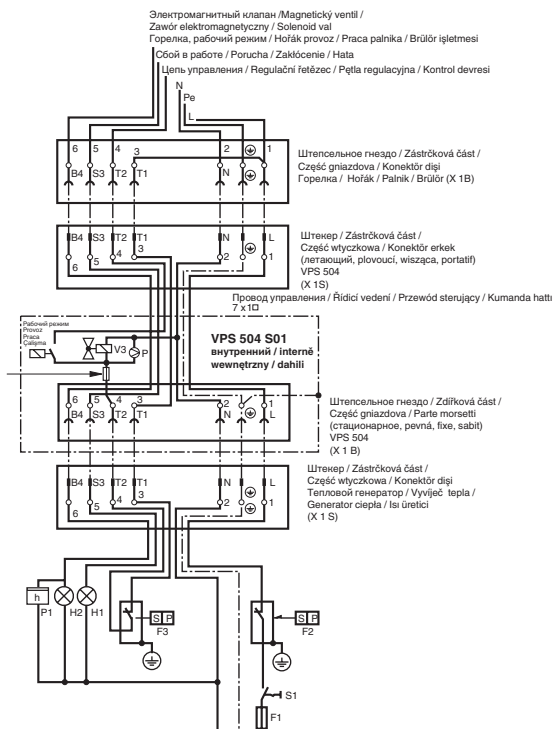 Электромагнитый клапан /Magnetický ventil /
Zawór elektromagnetyczny / Solenoid val
Горелка, рабочий режим / Hořák provoz / Praca palnika / Brülör işletmesi
Сбой в работе / Porucha / Zakłócenie / Hata
Цепь управления / Regulační řetězec / Pętla regulacyjna / Kontrol devresi
N
Pe
L
6 5 4 3 2 1
B4 S3 T2 T1 N L
Штепсельное гнездо / Zástrčková část /
Część gniazdova / Konektör dişi
Горелка / Hořák / Palnik / Brülör (X 1B)
B4 S3 T2 T1 N L
6 5 4 3 2 1
Штекер / Zástrčková část /
Część wtyczkowa / Konektör erkek
(летающий, plovoucí, wisząca, portatif)
VPS 504
(X 1S)
Провод управления / Řídicí vedení / Przewód sterujący / Kumanda hattı
7 x 1
Рабочий режим
Provoz
Praca
Çalışma
V3
P
VPS 504 S01
внутренний / interně
wewnętrzny / dahili
6 5 4 3 2 1
B4 S3 T2 T1 N L
Штепсельное гнездо / Zdířková část /
Część gniazdova / Parte morsetti
(стационарное, pevná, fixe, sabit)
VPS 504
(X 1 B)
B4 S3 T2 T1 N L
6 5 4 3 2 1
Штекер / Zástrčková část /
Część wtyczkowa / Konektör dişi
Тепловой генератор / Vyvíječ tepla /
Generator ciepła / Isı üretici
(X 1 S)
h
P1 H2 H1
S P
F3
S P
F2
S1
F1